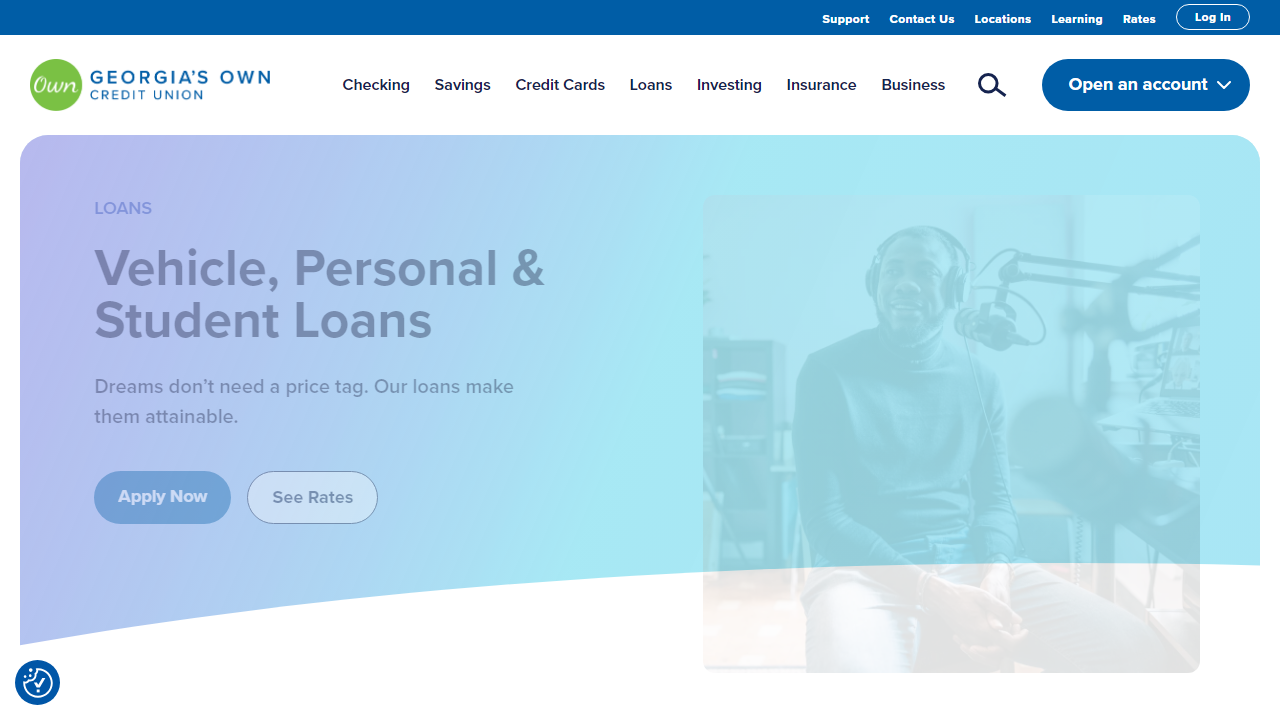 Support Contact Us Locations Learning Rates Log In
Own GEORGIA'S OWN
CREDIT UNION
Checking Savings Credit Cards Loans Investing Insurance Business Open an account
LOANS
Vehicle, Personal &
Student Loans
Dreams don’t need a price tag. Our loans make
them attainable.
Apply Now See Rates